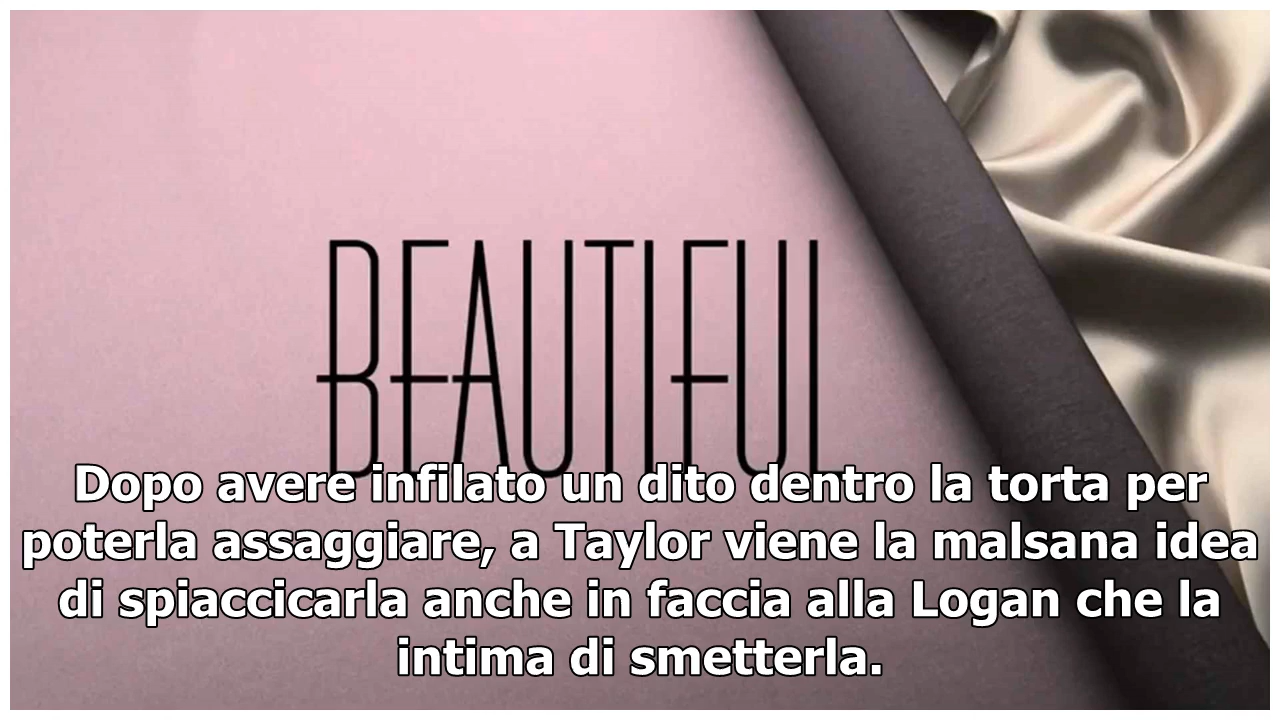 BEAUTIFUL
Dopo avere infilato un dito dentro la torta per
poterla assaggiare, a Taylor viene la malsana idea
di spiaccicarla anche in faccia alla Logan che la
intima di smetterla.